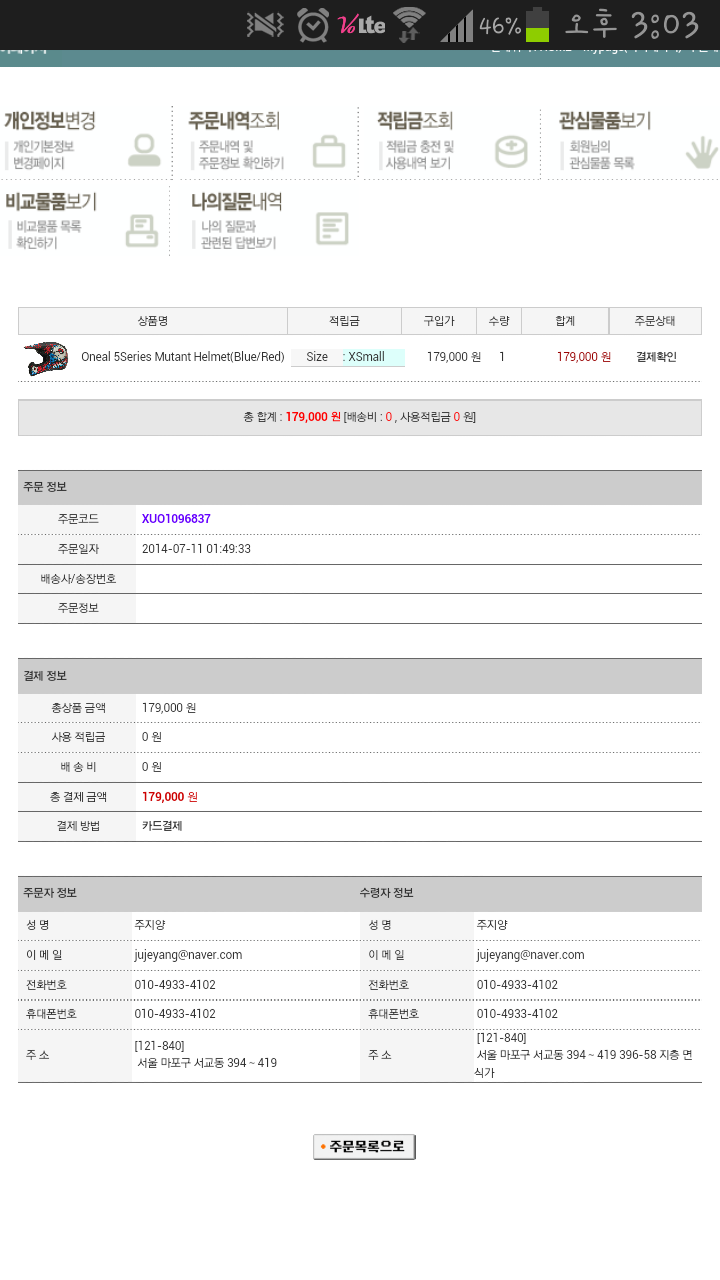 VoLTE 46% 오후 3:03
개인정보변경
개인기본정보
변경페이지
주문내역조회
주문내역 및
주문정보 확인하기
적립금조회
적립금 충전 및
사용내역 보기
관심물품보기
회원님의
관심물품 목록
비교물품보기
비교물품 목록
확인하기
나의질문내역
나의 질문과
관련된 답변보기
상품명 적립금 구입가 수량 합계 주문상태
Oneal 5Series Mutant Helmet(Blue/Red) Size : XSmall 179,000 원 1 179,000 원 결제확인
총 합계 : 179,000 원 [배송비 : 0 , 사용적립금 0 원]
주문 정보
주문코드 XUO1096837
주문일자 2014-07-11 01:49:33
배송사/송장번호
주문정보
결제 정보
총상품 금액 179,000 원
사용 적립금 0 원
배 송 비 0 원
총 결제 금액 179,000 원
결제 방법 카드결제
주문자 정보 수령자 정보
성 명 주지양 성 명 주지양
이 메 일 jujeyang@naver.com 이 메 일 jujeyang@naver.com
전화번호 010-4933-4102 전화번호 010-4933-4102
휴대폰번호 010-4933-4102 휴대폰번호 010-4933-4102
주 소
[121-840]
서울 마포구 서교동 394 ~ 419
주 소
[121-840]
서울 마포구 서교동 394 ~ 419 396-58 지층 면
식가
주문목록으로